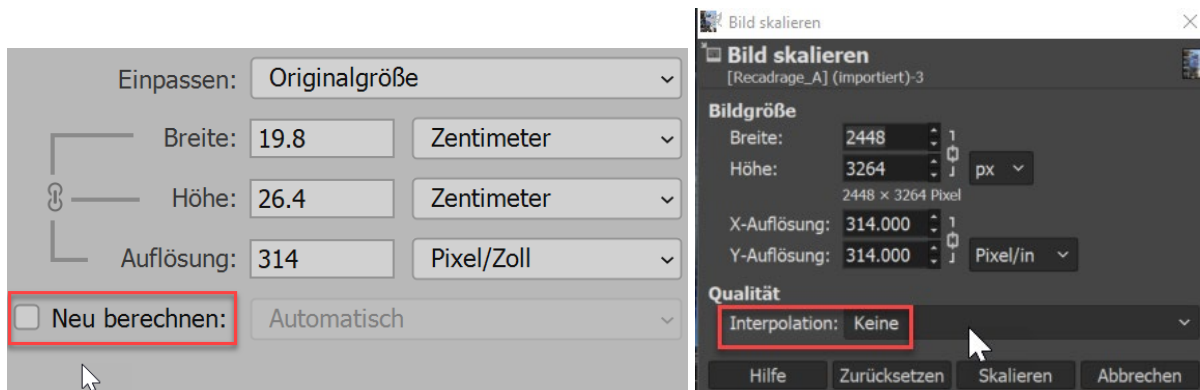 Einpassen: Originalgröße
Breite: 19.8 Zentimeter
Höhe: 26.4 Zentimeter
Auflösung: 314 Pixel/Zoll
Neu berechnen: Automatisch
Bild skalieren
Bild skalieren
[Recadrage_A] (importiert)-3
Bildgröße
Breite: 2448
Höhe: 3264 px
2448 × 3264 Pixel
X-Auflösung: 314.000
Y-Auflösung: 314.000 Pixel/in
Qualität
Interpolation: Keine
Hilfe Zurücksetzen Skalieren Abbrechen